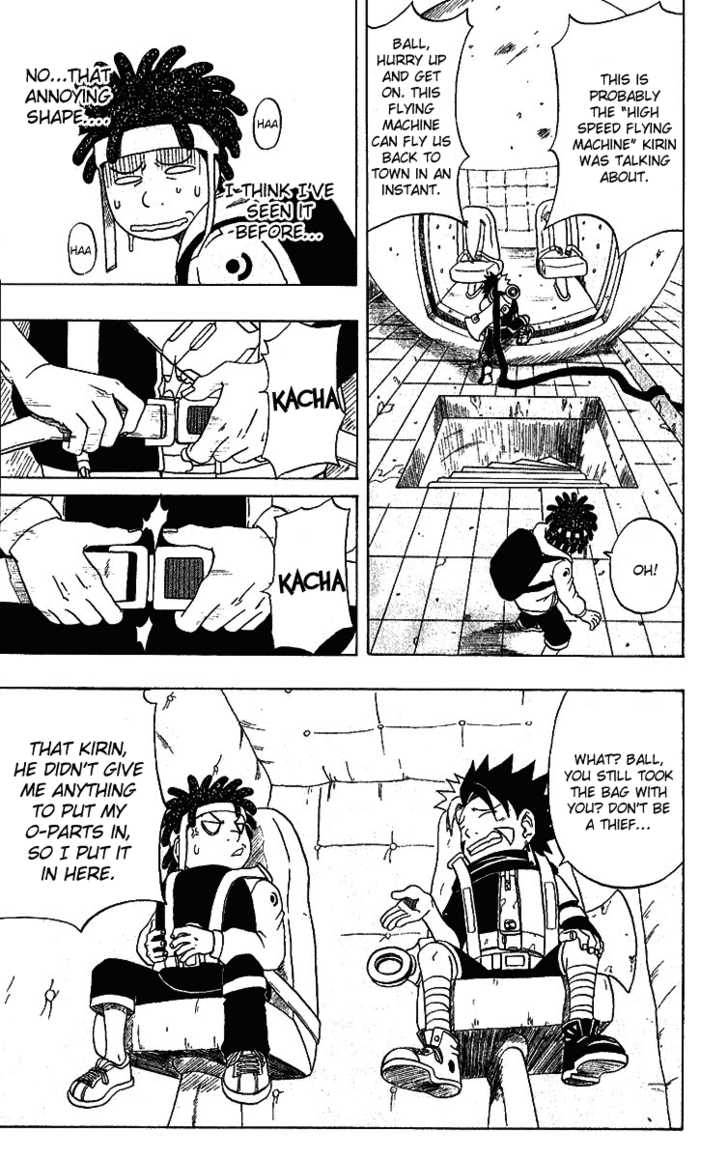 THIS IS
PROBABLY
THE "HIGH
SPEED FLYING
MACHINE" KIRIN
WAS TALKING
ABOUT.
BALL,
HURRY UP
AND GET
ON. THIS
FLYING
MACHINE
CAN FLY US
BACK TO
TOWN IN AN
INSTANT.
OH!
NO...THAT
ANNOYING
SHAPE....
HAA
I THINK I'VE
SEEN IT
BEFORE...
HAA
KACHA
KACHA
WHAT? BALL,
YOU STILL TOOK
THE BAG WITH
YOU? DON'T BE
A THIEF...
THAT KIRIN,
HE DIDN'T GIVE
ME ANYTHING
TO PUT MY
O-PARTS IN,
SO I PUT IT
IN HERE.